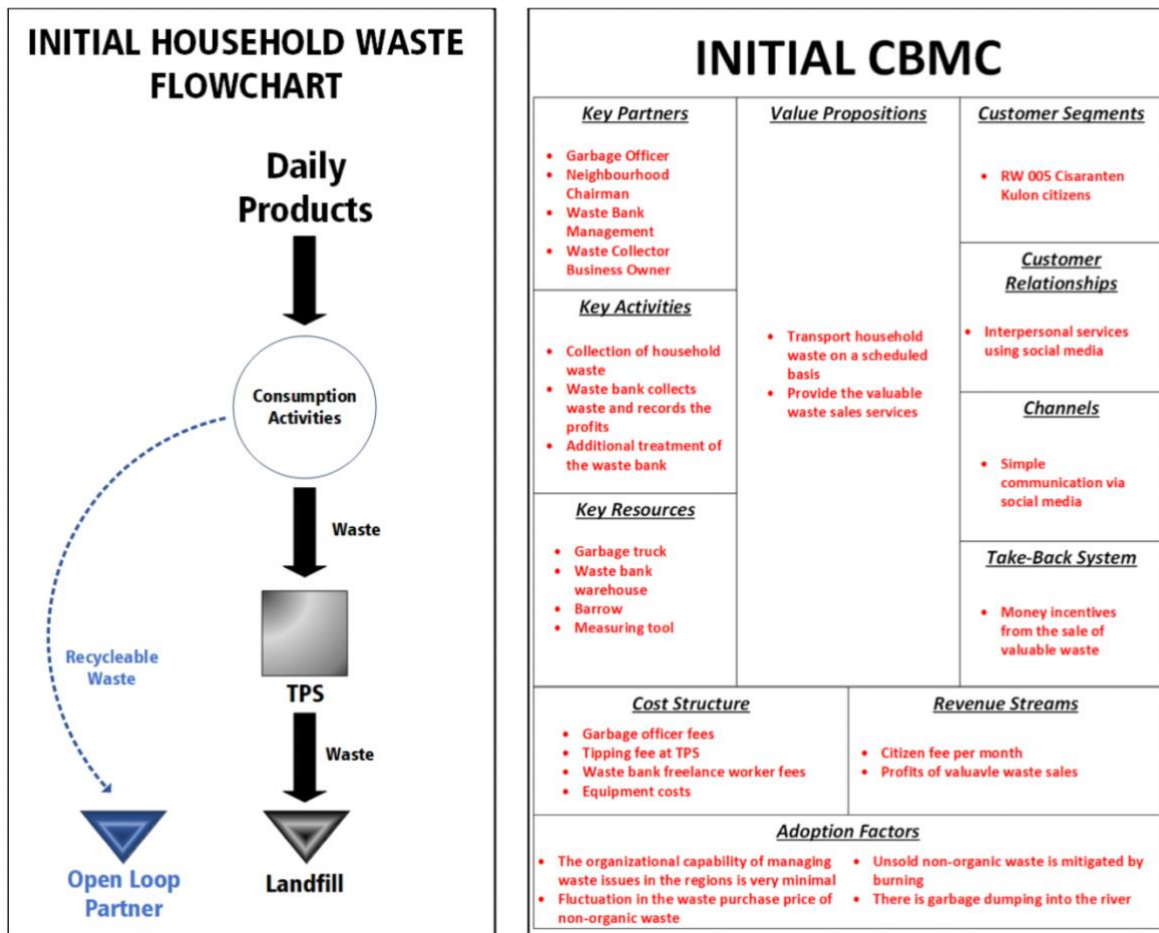 INITIAL HOUSEHOLD WASTE
FLOWCHART
Daily
Products
Consumption
Activities
Waste
Recycleable
Waste
TPS
Waste
Open Loop
Partner
Landfill
INITIAL CBMC
Key Partners
• Garbage Officer
• Neighbourhood
Chairman
• Waste Bank
Management
• Waste Collector
Business Owner
Key Activities
• Collection of household
waste
• Waste bank collects
waste and records the
profits
• Additional treatment of
the waste bank
Key Resources
• Garbage truck
• Waste bank
warehouse
• Barrow
• Measuring tool
Value Propositions
• Transport household
waste on a scheduled
basis
• Provide the valuable
waste sales services
Customer Segments
• RW 005 Cisaranten
Kulon citizens
Customer
Relationships
• Interpersonal services
using social media
Channels
• Simple
communication via
social media
Take-Back System
• Money incentives
from the sale of
valuable waste
Cost Structure
• Garbage officer fees
• Tipping fee at TPS
• Waste bank freelance worker fees
• Equipment costs
Revenue Streams
• Citizen fee per month
• Profits of valuavle waste sales
Adoption Factors
• The organizational capability of managing
waste issues in the regions is very minimal
• Fluctuation in the waste purchase price of
non-organic waste
• Unsold non-organic waste is mitigated by
burning
• There is garbage dumping into the river